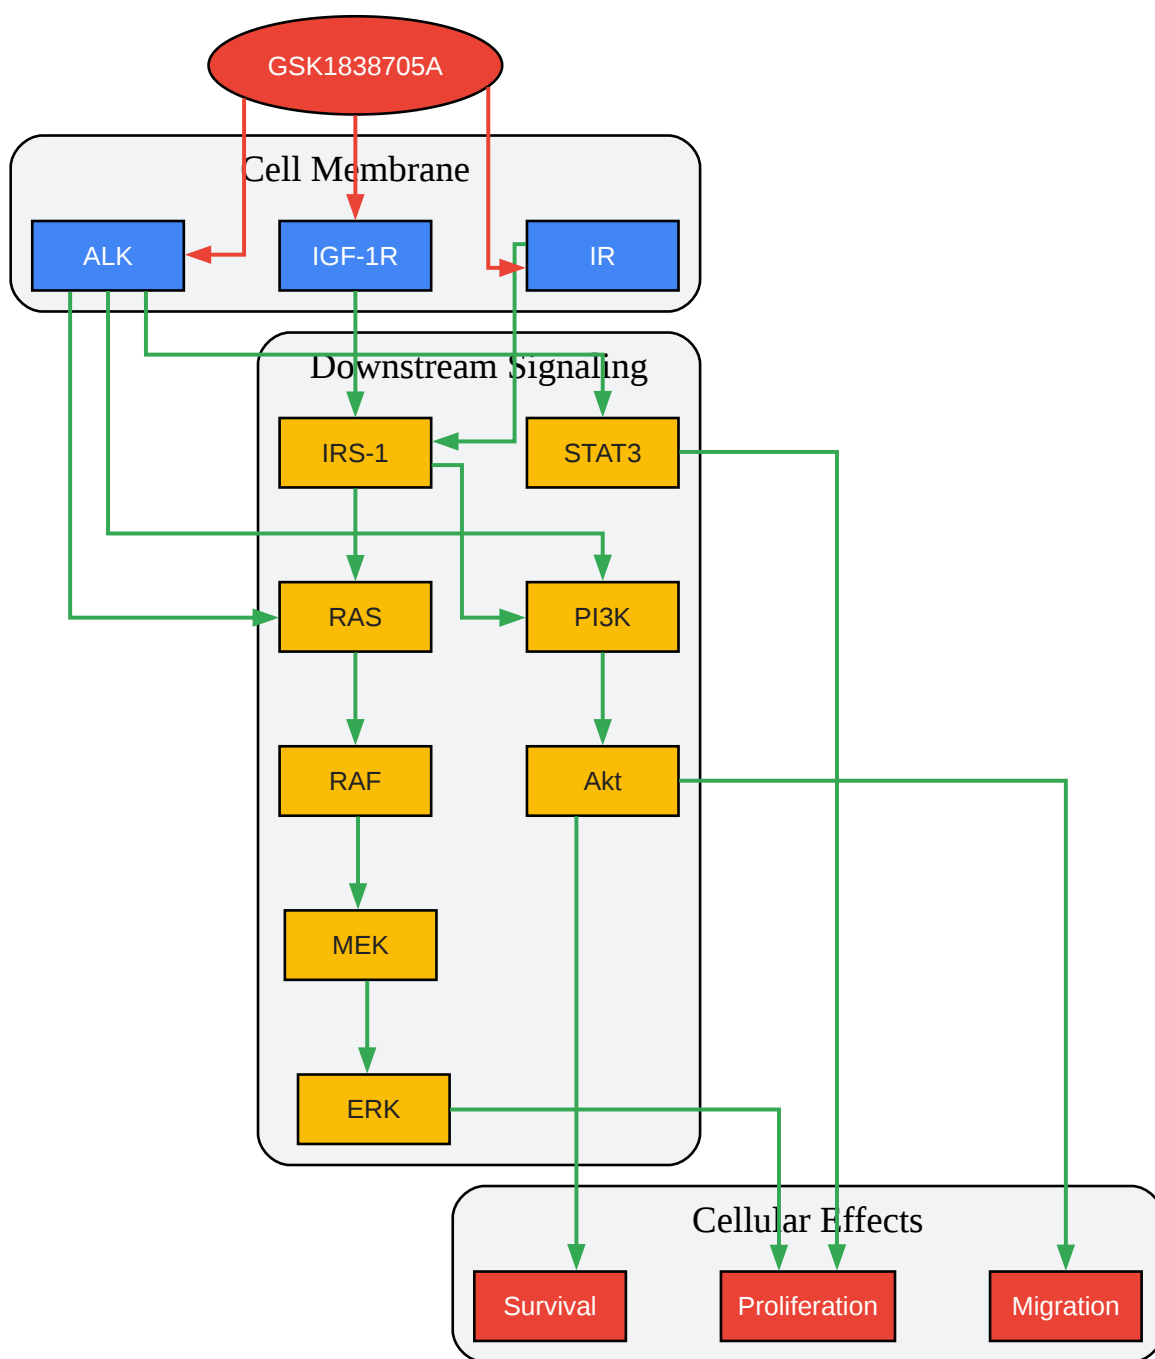 GSK1838705A
Cell Membrane
ALK
IGF-1R
IR
Downstream Signaling
IRS-1
STAT3
RAS
PI3K
RAF
Akt
MEK
ERK
Cellular Effects
Survival
Proliferation
Migration